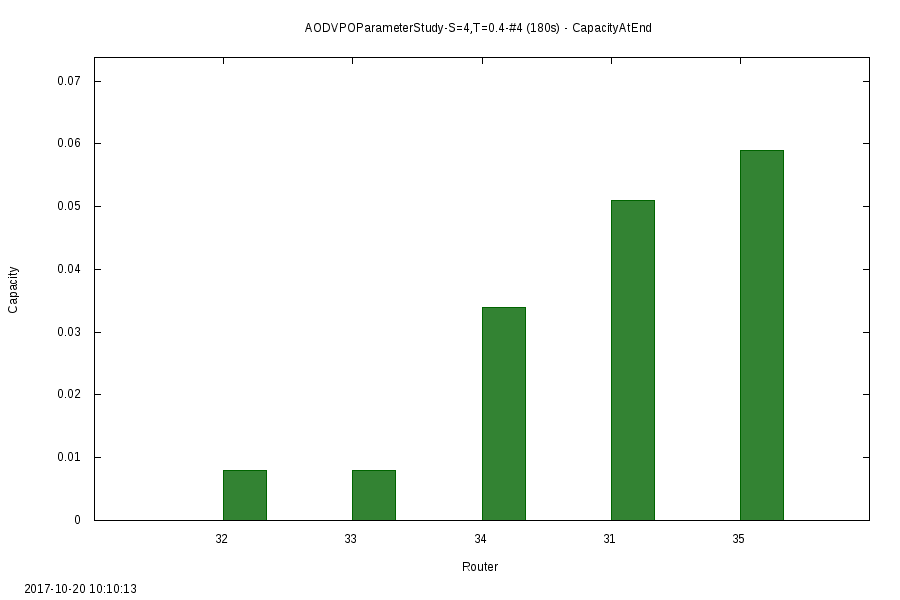 AODVPOParameterStudy-S=4,T=0.4-#4 (180s) - CapacityAtEnd
0.07
0.06
0.05
0.04
0.03
0.02
0.01
0
Capacity
32 33 34 31 35
Router
2017-10-20 10:10:13